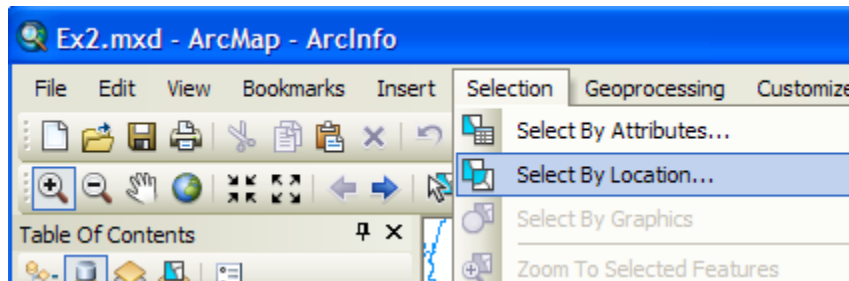 Ex2.mxd - ArcMap - ArcInfo
File Edit View Bookmarks Insert Selection Geoprocessing Customize
Select By Attributes...
Select By Location...
Select By Graphics
Table Of Contents
Zoom To Selected Features